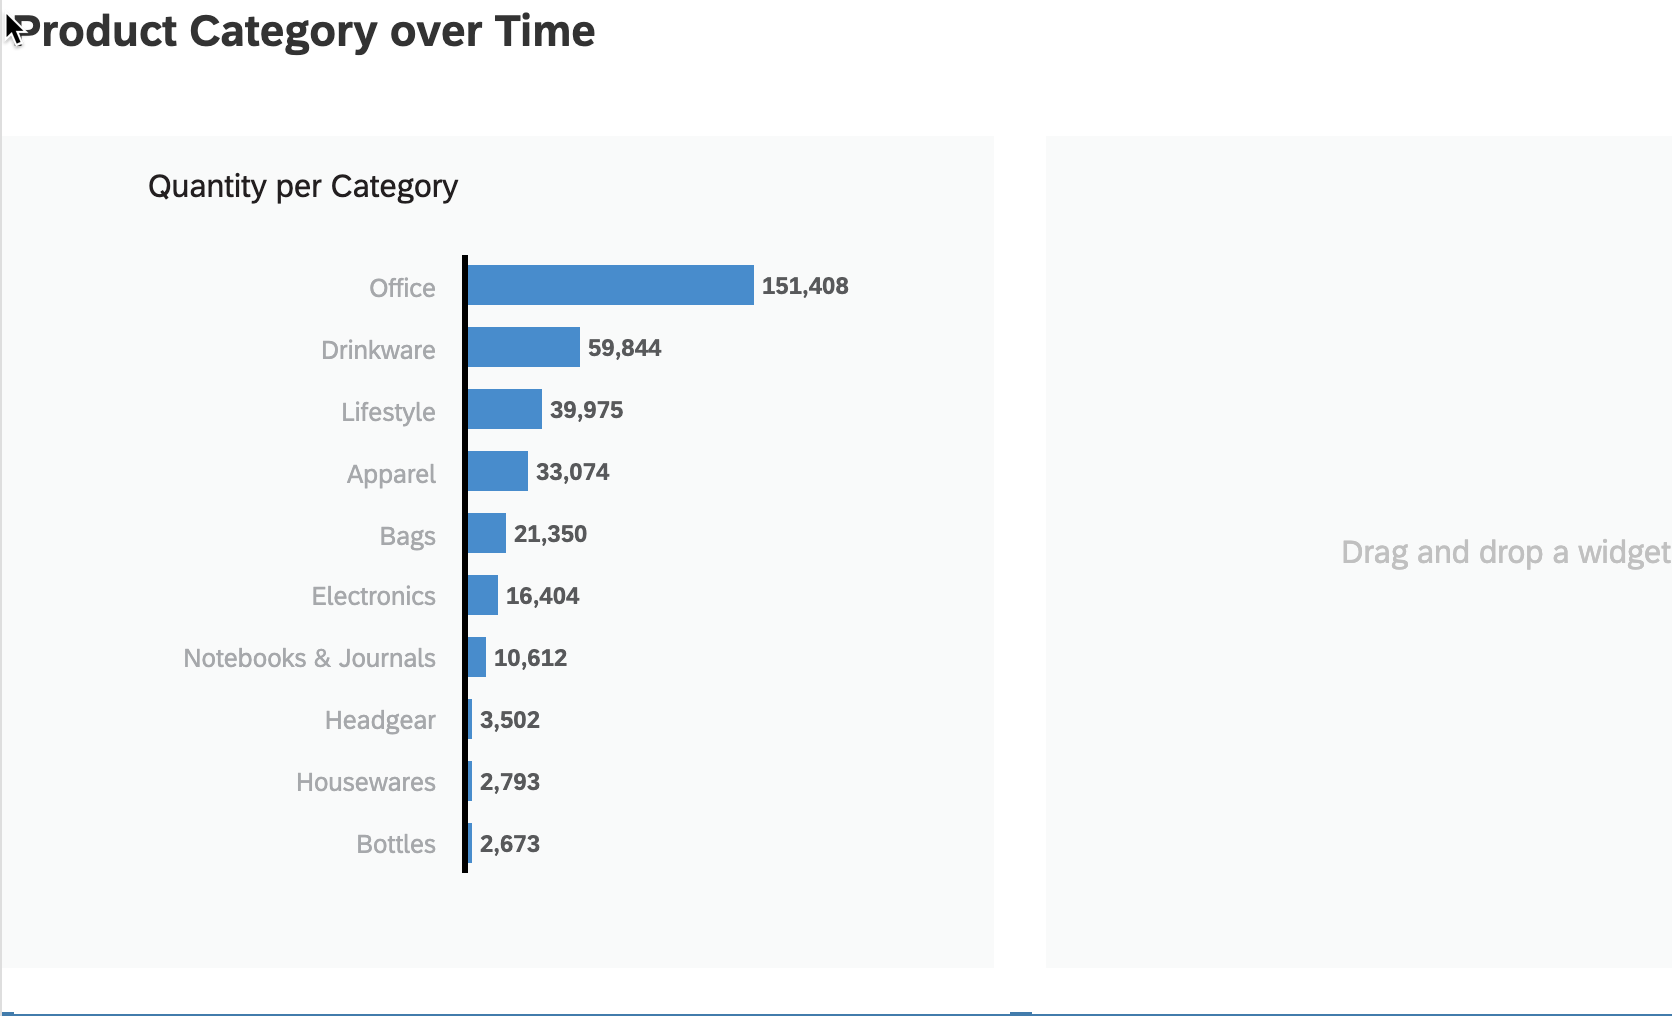 Product Category over Time
Quantity per Category
Office 151,408
Drinkware 59,844
Lifestyle 39,975
Apparel 33,074
Bags 21,350
Electronics 16,404
Notebooks & Journals 10,612
Headgear 3,502
Housewares 2,793
Bottles 2,673
Drag and drop a widget